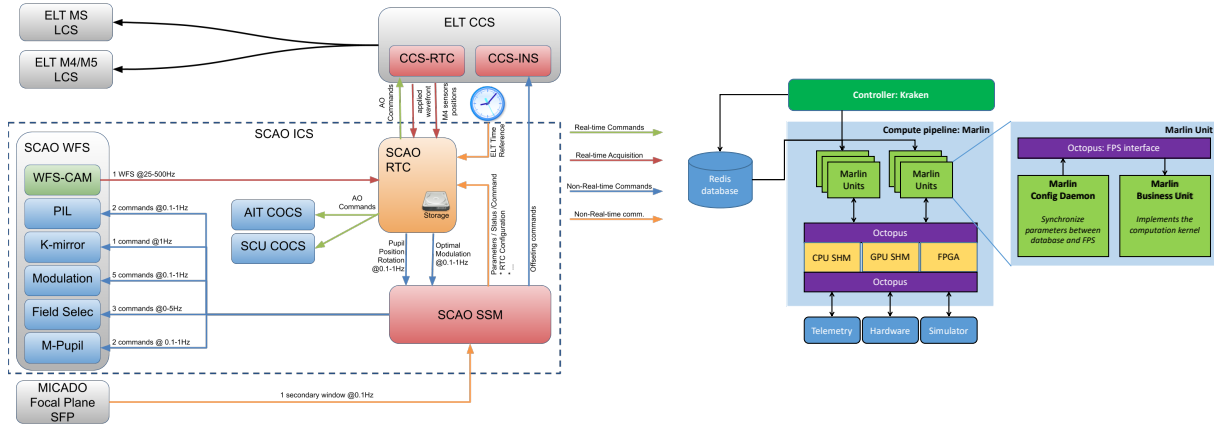 ELT MS
LCS
ELT M4/M5
LCS
ELT CCS
CCS-RTC
CCS-INS
AO
Commands
applied
wavefront
M4 sensors
positions
ELT Time
Reference
SCAO ICS
SCAO WFS
WFS-CAM
1 WFS @25-500Hz
PIL
2 commands @0.1-1Hz
K-mirror
1 command @1Hz
Modulation
5 commands @0.1-1Hz
Field Selec
3 commands @0-5Hz
M-Pupil
2 commands @ 0.1-1Hz
SCAO
RTC
Storage
AO
Commands
AIT COCS
SCU COCS
Pupil
Position
Rotation
@0.1-1Hz
Optimal
Modulation
@0.1-1Hz
Parameters / Status /Command
* RTC Configuration
* ...
Offseting commands
SCAO SSM
MICADO
Focal Plane
SFP
1 secondary window @0.1Hz
Real-time Commands
Real-time Acquisition
Non-Real-time Commands
Non-Real-time comm.
Controller: Kraken
Redis
database
Compute pipeline: Marlin
Marlin
Units
Marlin
Units
Octopus
CPU SHM
GPU SHM
FPGA
Octopus
Telemetry
Hardware
Simulator
Marlin Unit
Octopus: FPS interface
Marlin
Config Daemon
Synchronize
parameters between
database and FPS
Marlin
Business Unit
Implements the
computation kernel